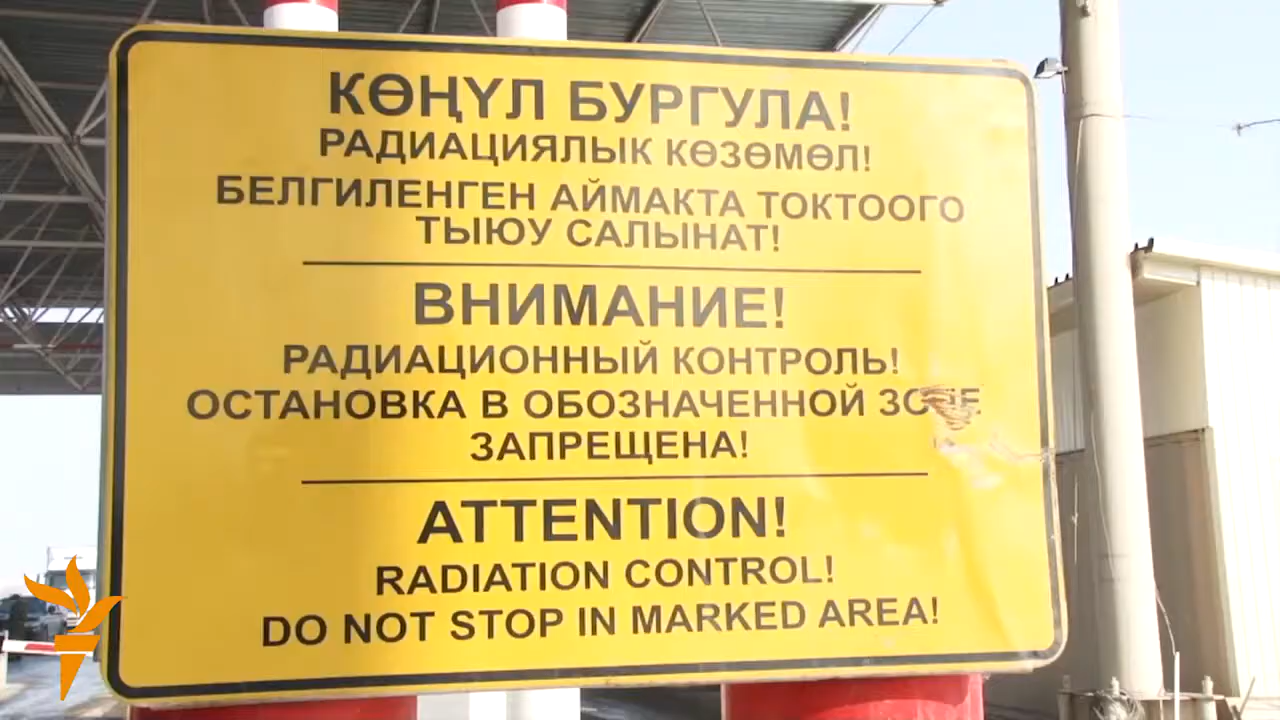 КӨҢҮЛ БУРГУЛА!
РАДИАЦИЯЛЫК КӨЗӨМӨЛ!
БЕЛГИЛЕНГЕН АЙМАКТА ТОКТООГО
ТЫЮУ САЛЫНАТ!
ВНИМАНИЕ!
РАДИАЦИОННЫЙ КОНТРОЛЬ!
ОСТАНОВКА В ОБОЗНАЧЕННОЙ ЗОНЕ
ЗАПРЕЩЕНА!
ATTENTION!
RADIATION CONTROL!
DO NOT STOP IN MARKED AREA!